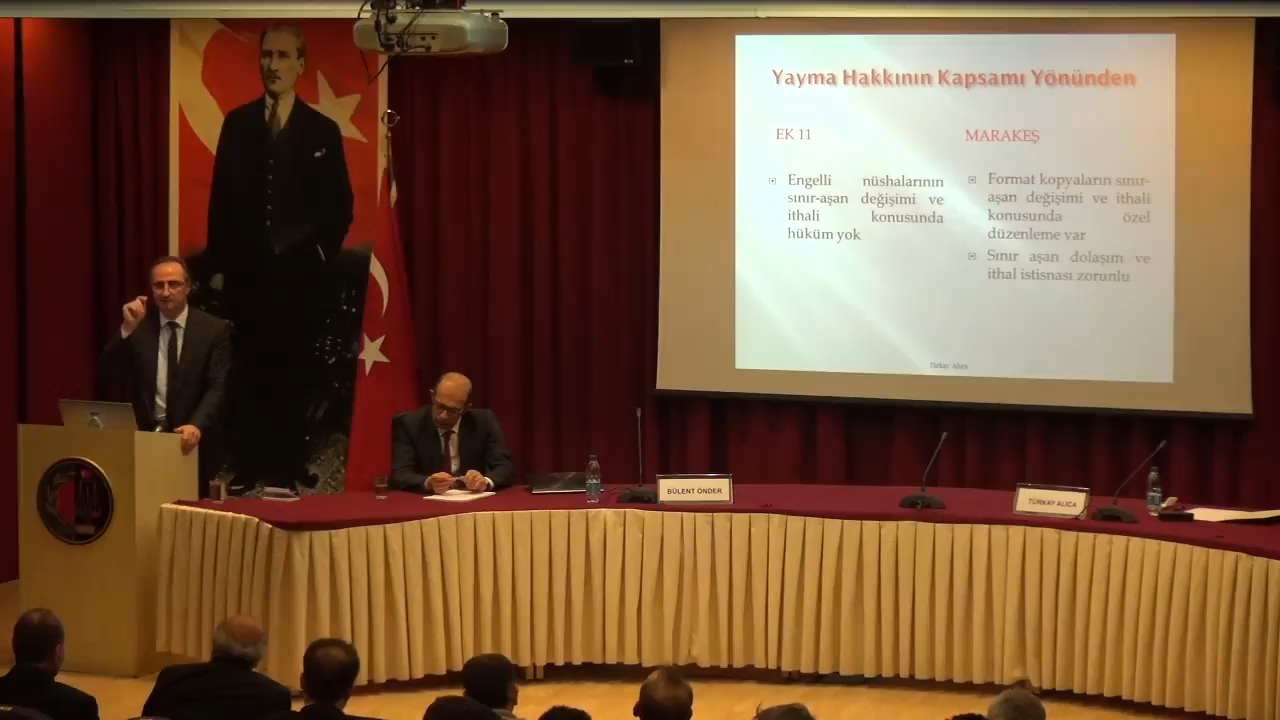 Yayma Hakkının Kapsamı Yönünden
EK 11
Engelli nüshalarının
sınır-aşan değişimi ve
ithali konusunda
hüküm yok
MARAKEŞ
Format kopyaların sınır-
aşan değişimi ve ithali
konusunda özel
düzenleme var
Sınır aşan dolaşım ve
ithal istisnası zorunlu
Türkay Alıca
BÜLENT ÖNDER
TÜRKAY ALICA